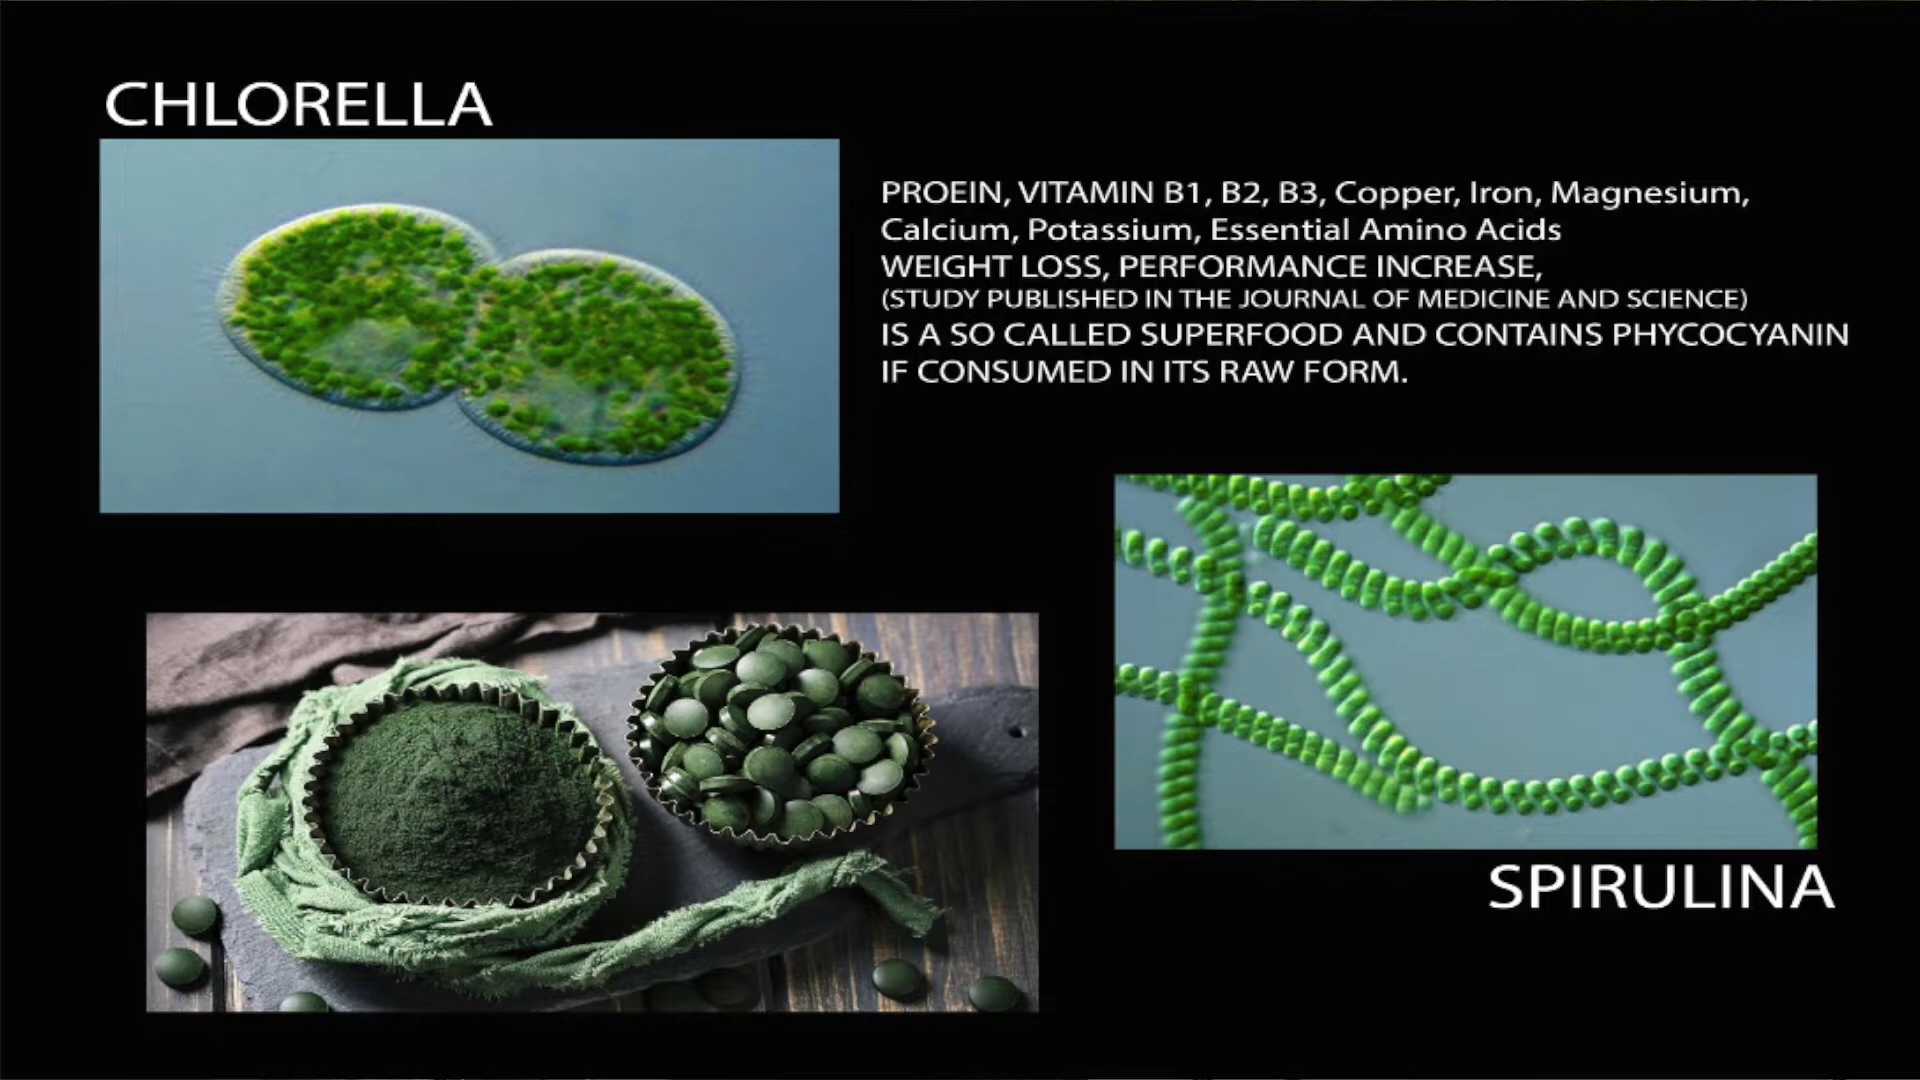 CHLORELLA
PROEIN, VITAMIN B1, B2, B3, Copper, Iron, Magnesium,
Calcium, Potassium, Essential Amino Acids
WEIGHT LOSS, PERFORMANCE INCREASE,
(STUDY PUBLISHED IN THE JOURNAL OF MEDICINE AND SCIENCE)
IS A SO CALLED SUPERFOOD AND CONTAINS PHYCOCYANIN
IF CONSUMED IN ITS RAW FORM.
SPIRULINA